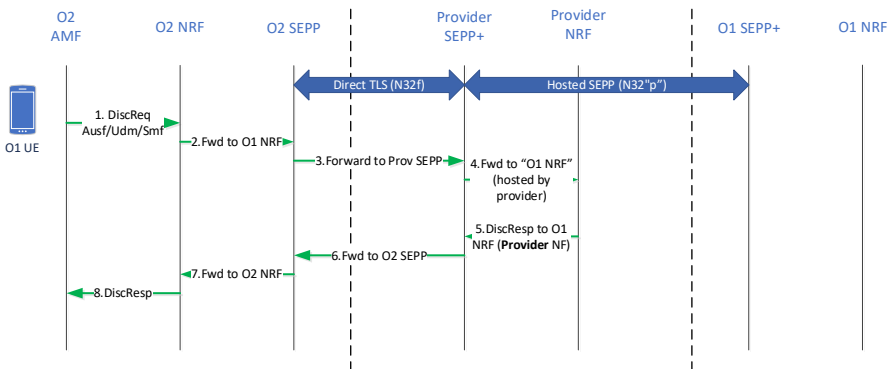 O2
AMF
O2 NRF
O2 SEPP
Provider
SEPP+
Provider
NRF
O1 SEPP+
O1 NRF
Direct TLS (N32f)
Hosted SEPP (N32"p”)
O1 UE
1. DiscReq
Ausf/Udm/Smf
2.Fwd to O1 NRF
3.Forward to Prov SEPP
4.Fwd to “O1 NRF”
(hosted by
provider)
5.DiscResp to O1
NRF (Provider NF)
6.Fwd to O2 SEPP
7.Fwd to O2 NRF
8.DiscResp